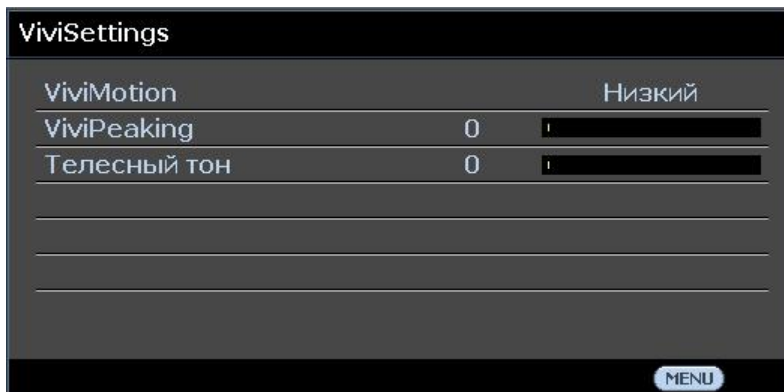 ViviSettings
ViviMotion Низкий
ViviPeaking 0
Телесный тон 0
MENU